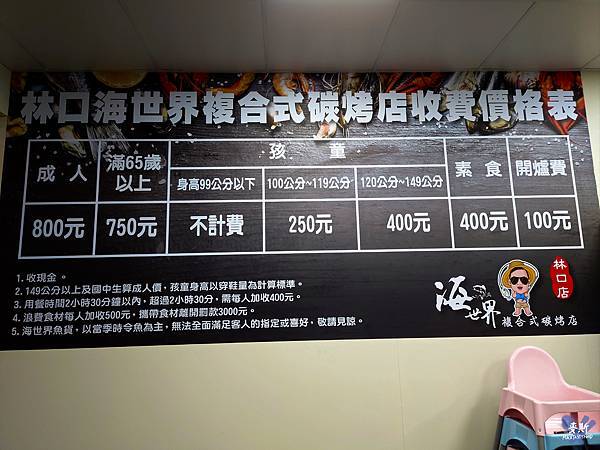 林口海世界複合式碳烤店收費價格表
成人 滿65歲以上 孩童 素食 開爐費
身高99公分以下 100公分~119公分 120公分~149公分
800元 750元 不計費 250元 400元 400元 100元
1. 收現金。
2. 149公分以上及國中生算成人價，孩童身高以穿鞋量為計算標準。
3. 用餐時間2小時30分鐘以內，超過2小時30分，需每人加收400元。
4. 浪費食材每人加收500元，攜帶食材離開罰款3000元。
5. 海世界魚貨，以當季時令魚為主，無法全面滿足客人的指定或喜好，敬請見諒。
林口店
海世界
複合式碳烤店
麥斯